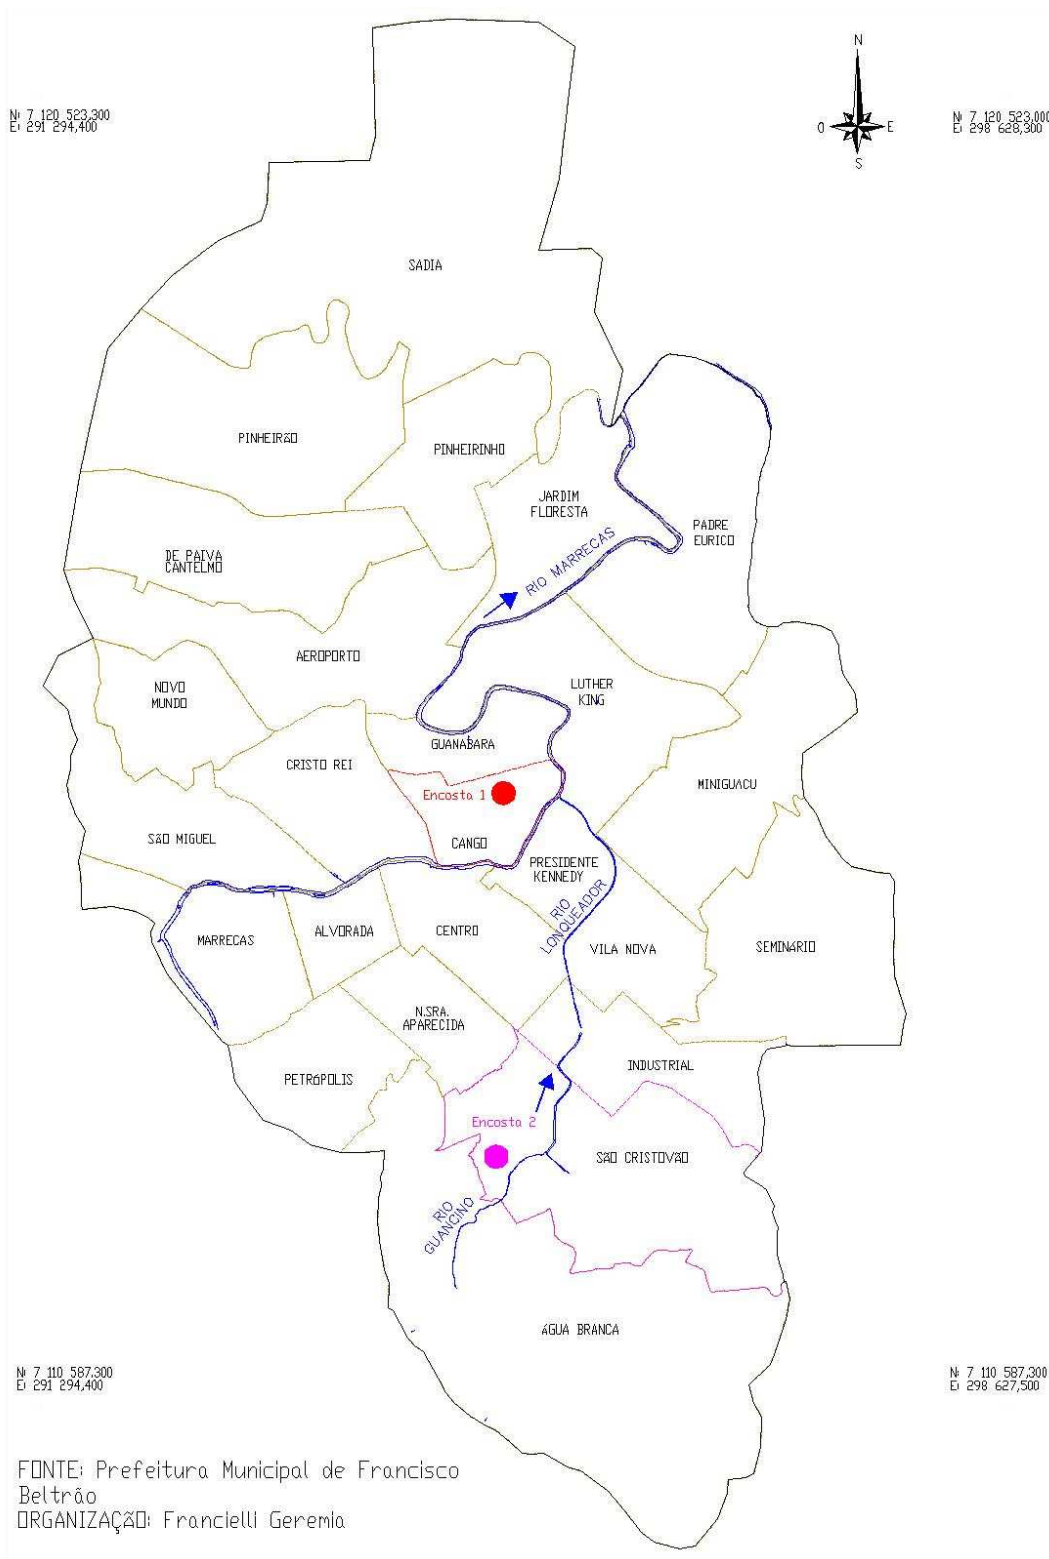 N
N: 7 120 523,300
E: 291 294,400
N: 7 120 523,000
E: 298 628,300
O
E
S
SADIA
PINHEIRÃO
PINHEIRINHO
JARDIM
FLORESTA
PADRE
EURICO
RIO MARRECAS
DE PAIVA
CANTELMO
AEROPORTO
NOVO
MUNDO
LUTHER
KING
GUANABARA
CRISTO REI
MINIGUACU
Encosta 1
SÃO MIGUEL
CANGO
PRESIDENTE
KENNEDY
RIO
LONQUEADOR
MARRECAS
ALVORADA
CENTRO
VILA NOVA
SEMINÁRIO
N.SRA.
APARECIDA
INDUSTRIAL
PETRÓPOLIS
Encosta 2
SÃO CRISTOVÃO
RIO
GUANCINO
ÁGUA BRANCA
N: 7 110 587,300
E: 291 294,400
N: 7 110 587,300
E: 298 627,500
FONTE: Prefeitura Municipal de Francisco
Beltrão
ORGANIZAÇÃO: Francielli Geremia